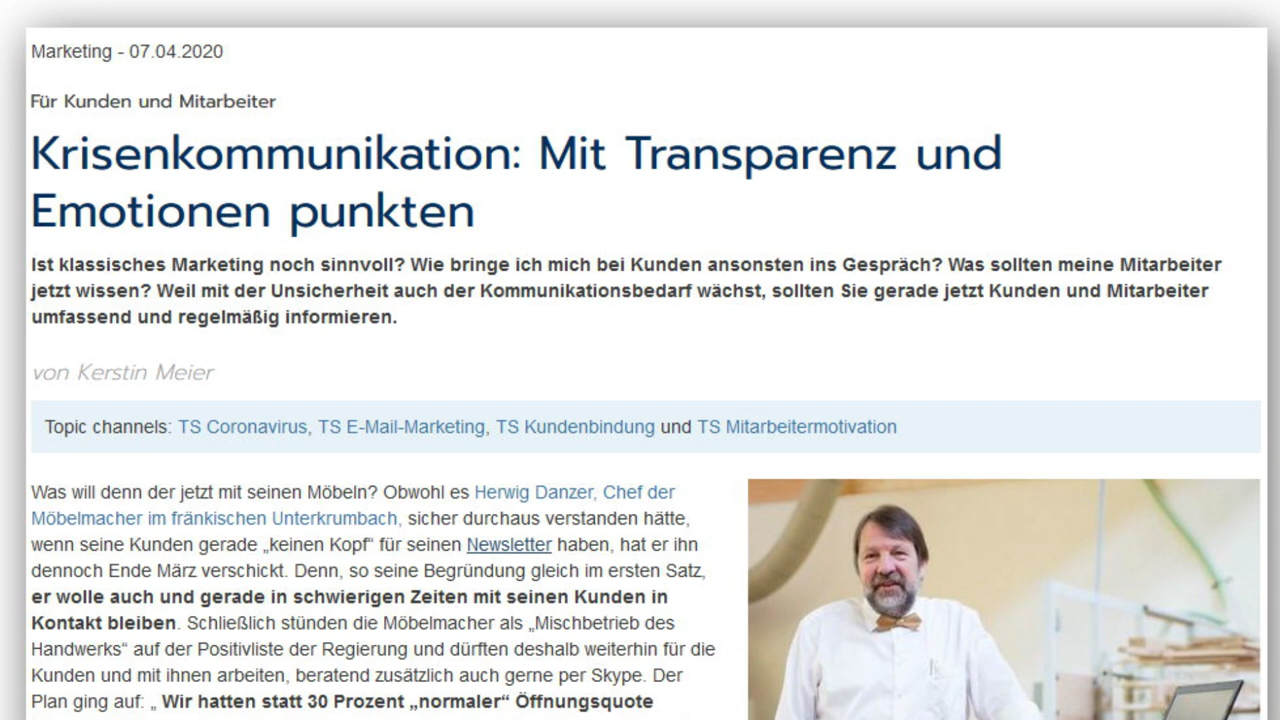 Marketing - 07.04.2020
Für Kunden und Mitarbeiter
Krisenkommunikation: Mit Transparenz und
Emotionen punkten
Ist klassisches Marketing noch sinnvoll? Wie bringe ich mich bei Kunden ansonsten ins Gespräch? Was sollten meine Mitarbeiter
jetzt wissen? Weil mit der Unsicherheit auch der Kommunikationsbedarf wächst, sollten Sie gerade jetzt Kunden und Mitarbeiter
umfassend und regelmäßig informieren.
von Kerstin Meier
Topic channels: TS Coronavirus, TS E-Mail-Marketing, TS Kundenbindung und TS Mitarbeitermotivation
Was will denn der jetzt mit seinen Möbeln? Obwohl es Herwig Danzer, Chef der
Möbelmacher im fränkischen Unterkrumbach, sicher durchaus verstanden hätte,
wenn seine Kunden gerade „keinen Kopf“ für seinen Newsletter haben, hat er ihn
dennoch Ende März verschickt. Denn, so seine Begründung gleich im ersten Satz,
er wolle auch und gerade in schwierigen Zeiten mit seinen Kunden in
Kontakt bleiben. Schließlich stünden die Möbelmacher als „Mischbetrieb des
Handwerks“ auf der Positivliste der Regierung und dürften deshalb weiterhin für die
Kunden und mit ihnen arbeiten, beratend zusätzlich auch gerne per Skype. Der
Plan ging auf: „ Wir hatten statt 30 Prozent „normaler“ Öffnungsquote